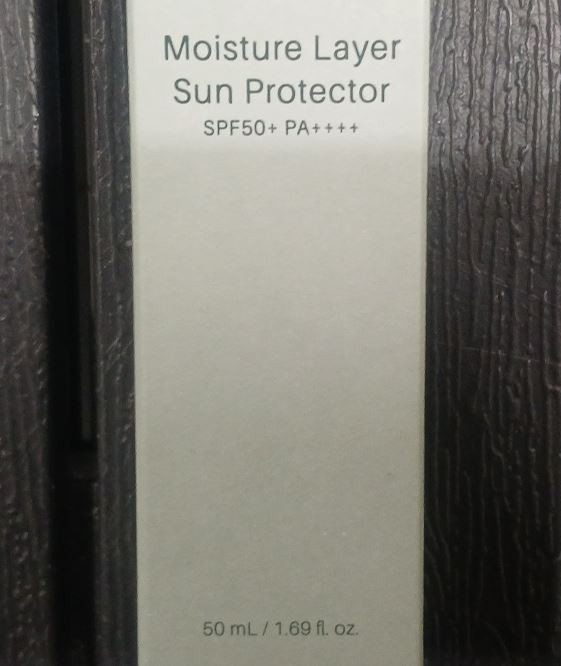 Moisture Layer
Sun Protector
SPF50+ PA++++
50 mL / 1.69 fl. oz.